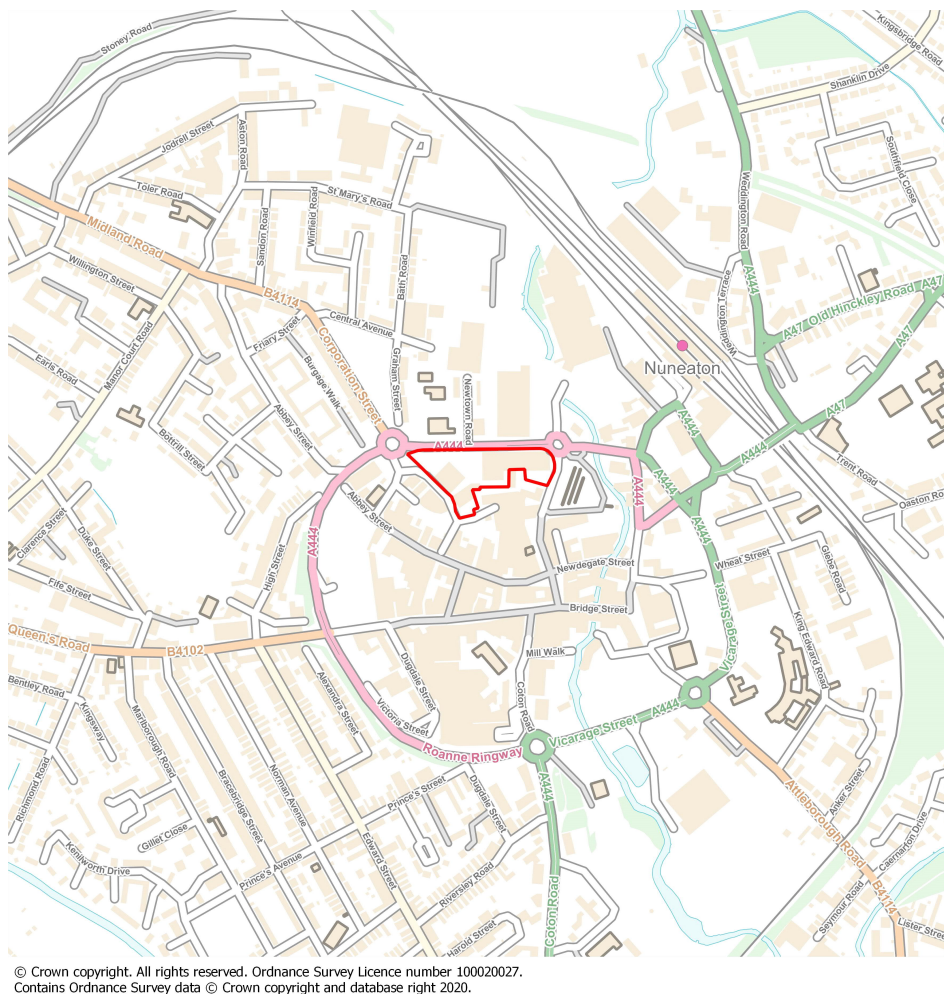 Stoney Road
Kingsbridge Road
Shanklin Drive
Aston Road
Jodrell Street
Southfield Close
Toler Road
St Mary's Road
Weddington Road
Winfield Road
Sandon Road
Midland Road
Willington Street
A444
Bath Road
Weddington Terrace
A47
Old Hinckley Road
A47
B4114
Central Avenue
Friary Street
Corporation Street
Manor Court Road
Nuneaton
Earls Road
Burgage Walk
Graham Street
(Newtown Road
A47
Abbey Street
Bottrill Street
A444
A444
A444
Trent Road
A444
A444
Oaston Ro
Abbey Street
Clarence Street
Duke Street
A444
A444
High Street
Newdegate Street
Wheat Street
Glebe Road
Fife Street
Bridge Street
Vicarage Street
King Edward Road
Queen's Road
B4102
Mill Walk
Dugdale Street
Bentley Road
Kingsway
Alexandra Street
Victoria Street
Coton Road
Marlborough Road
A444
Vicarage Street
Roanne Ringway
Richmond Road
Bracebridge Street
Norman Avenue
Prince's Street
Dugdale Street
A444
Anker Street
Attleborough Road
Gillet Close
Caernarfon Drive
Kenilworth Drive
Prince's Avenue
Edward Street
Riversley Road
Coton Road
B4114
Seymour Road
Harold Street
Lister Stree
© Crown copyright. All rights reserved. Ordnance Survey Licence number 100020027.
Contains Ordnance Survey data © Crown copyright and database right 2020.